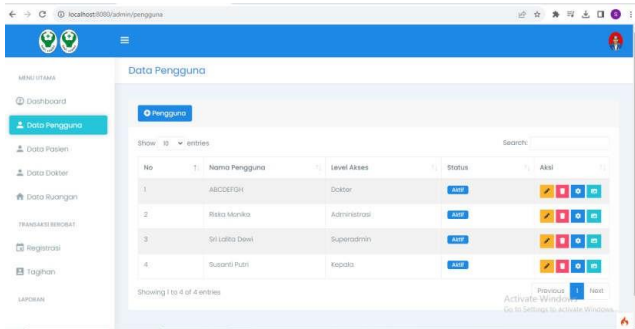 localhost:8080/admin/pengguna
MENU UTAMA
Dashboard
Data Pengguna
Data Pasien
Data Dokter
Data Ruangan
TRANSAKSI BEROBAT
Registrasi
Tagihan
LAPORAN
Data Pengguna
Pengguna
Show 10 entries
Search:
No Nama Pengguna Level Akses Status Aksi
1 ABCDEFGH Dokter Aktif
2 Riska Monika Administrasi Aktif
3 Sri Lalita Dewi Superadmin Aktif
4 Susanti Putri Kepala Aktif
Showing 1 to 4 of 4 entries
Previous 1 Next
Activate Windows
Go to Settings to activate Windows.